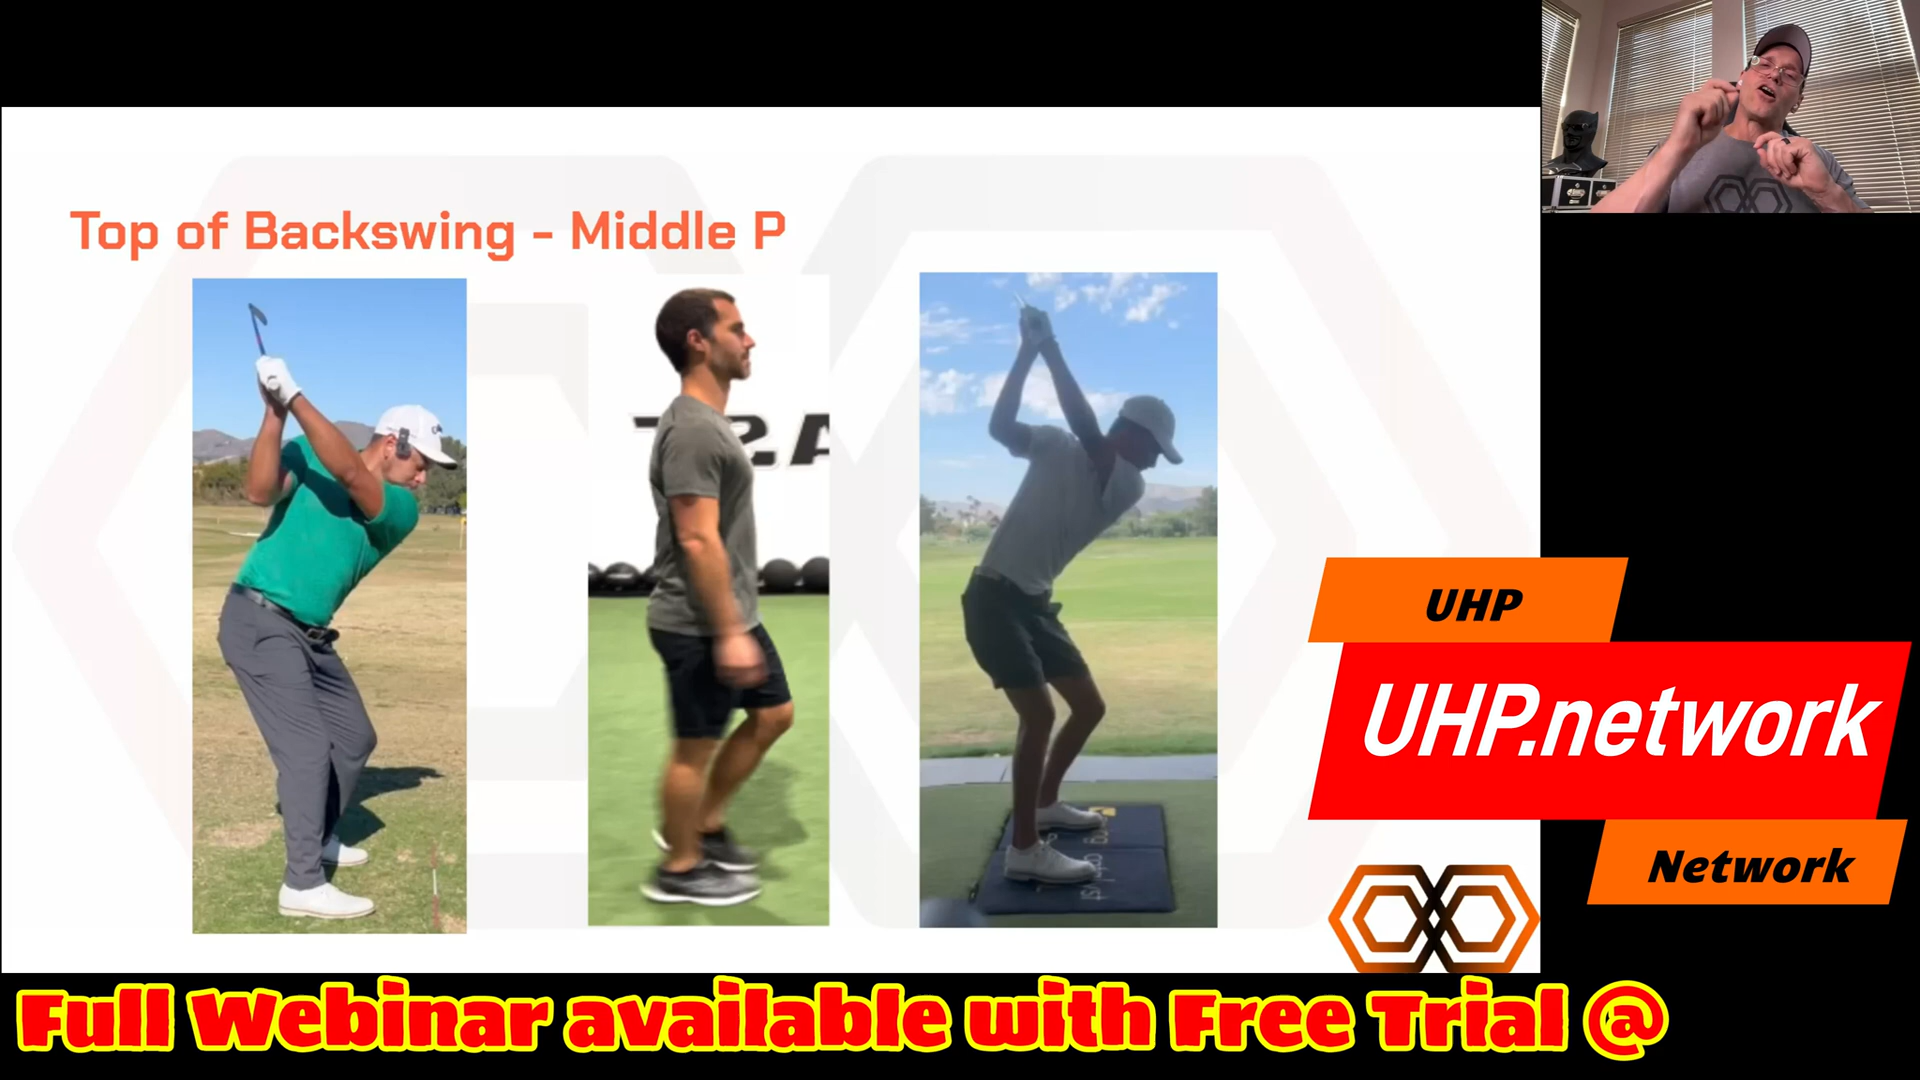 Top of Backswing - Middle P
UHP
UHP.network
Network
Full Webinar available with Free Trial @